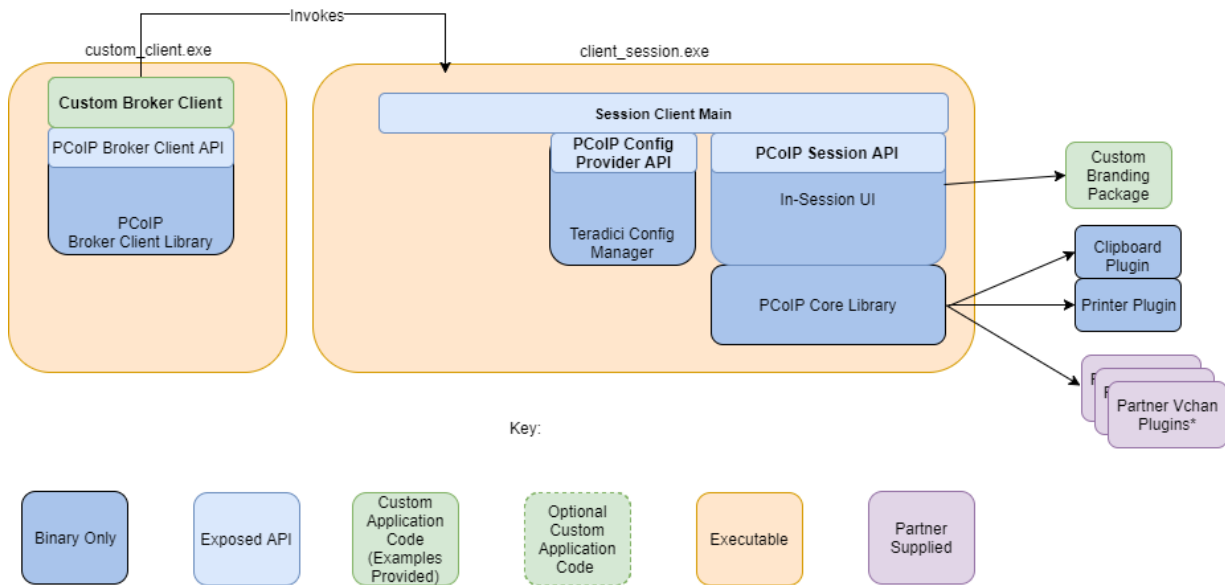 Invokes
custom_client.exe
client_session.exe
Custom Broker Client
PCoIP Broker Client API
PCoIP
Broker Client Library
Session Client Main
PCoIP Config
Provider API
Teradici Config
Manager
PCoIP Session API
In-Session UI
PCoIP Core Library
Custom
Branding
Package
Clipboard
Plugin
Printer Plugin
Partner Vchan
Plugins*
Key:
Binary Only
Exposed API
Custom
Application
Code
(Examples
Provided)
Optional
Custom
Application
Code
Executable
Partner
Supplied